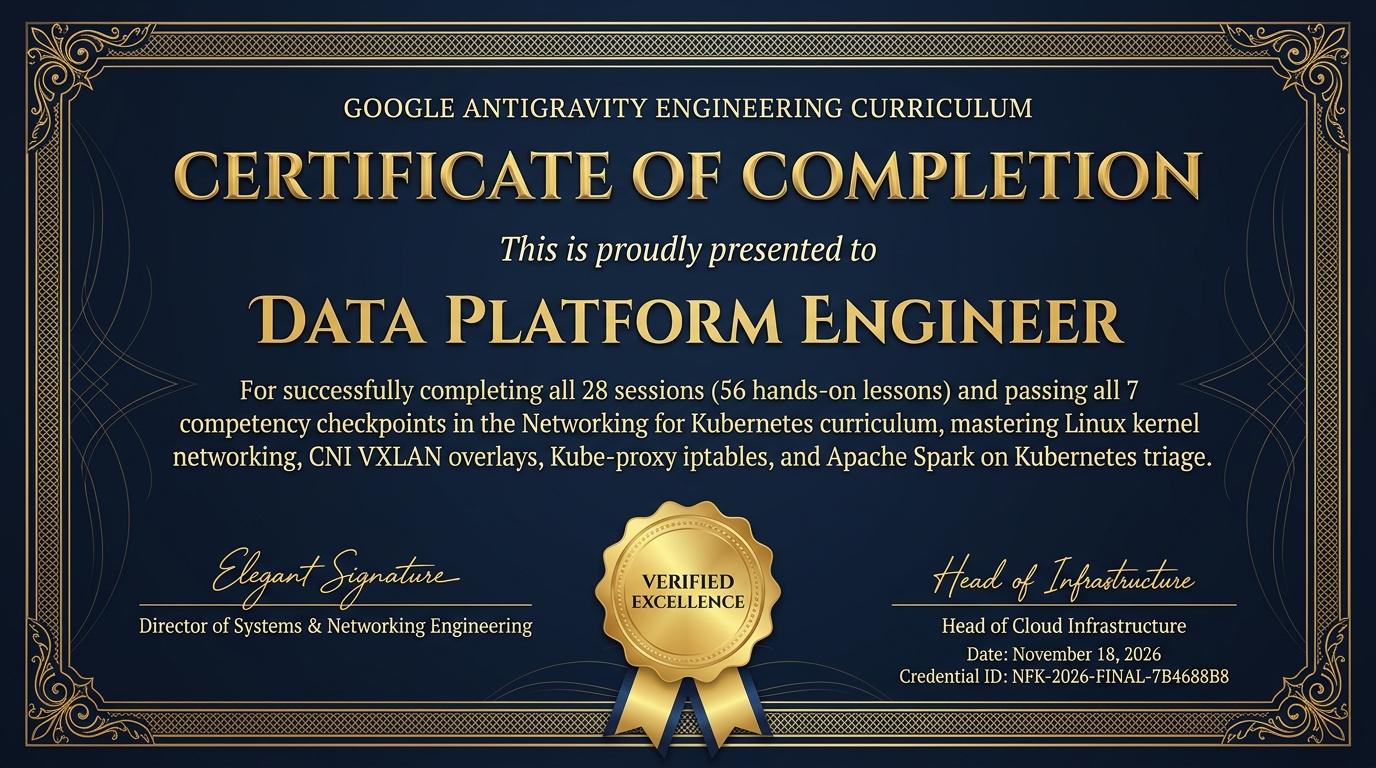 GOOGLE ANTIGRAVITY ENGINEERING CURRICULUM
CERTIFICATE OF COMPLETION
This is proudly presented to
DATA PLATFORM ENGINEER
For successfully completing all 28 sessions (56 hands-on lessons) and passing all 7
competency checkpoints in the Networking for Kubernetes curriculum, mastering Linux kernel
networking, CNI VXLAN overlays, Kube-proxy iptables, and Apache Spark on Kubernetes triage.
Elegant Signature
Director of Systems & Networking Engineering
VERIFIED
EXCELLENCE
Head of Infrastructure
Head of Cloud Infrastructure
Date: November 18, 2026
Credential ID: NFK-2026-FINAL-7B4688B8